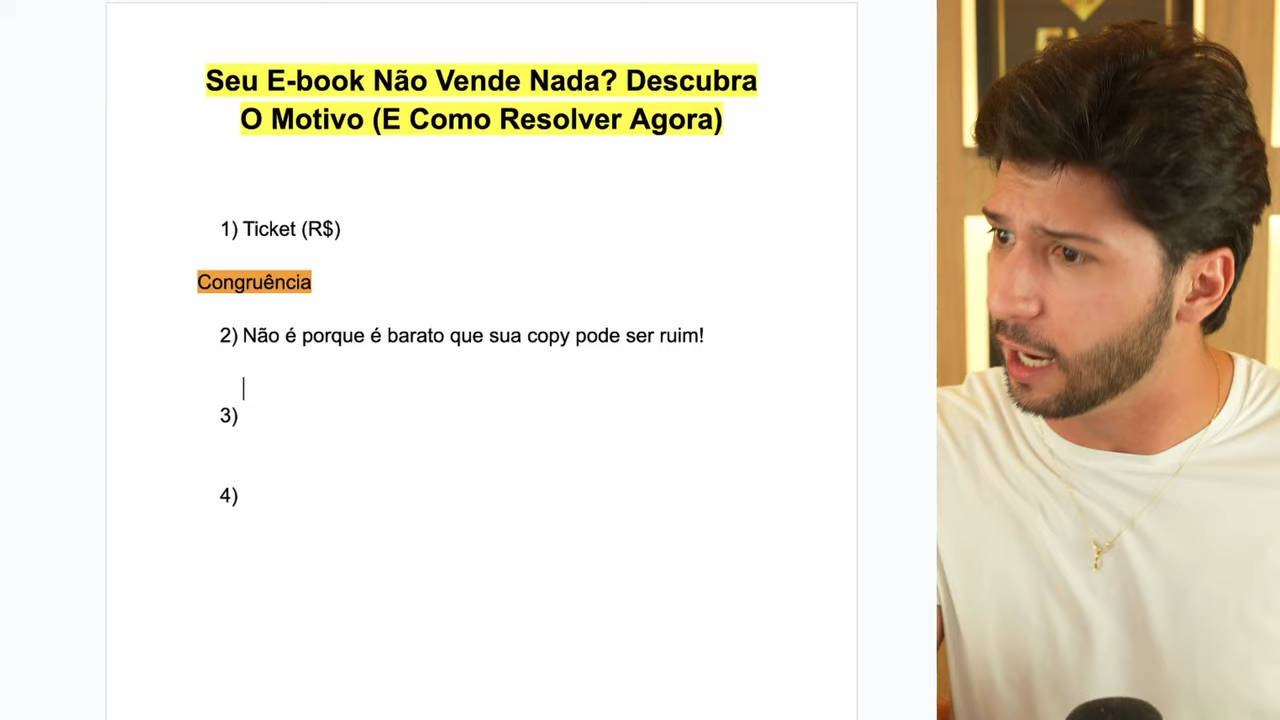 Seu E-book Não Vende Nada? Descubra
O Motivo (E Como Resolver Agora)
1) Ticket (R$)
Congruência
2) Não é porque é barato que sua copy pode ser ruim!
3)
4)